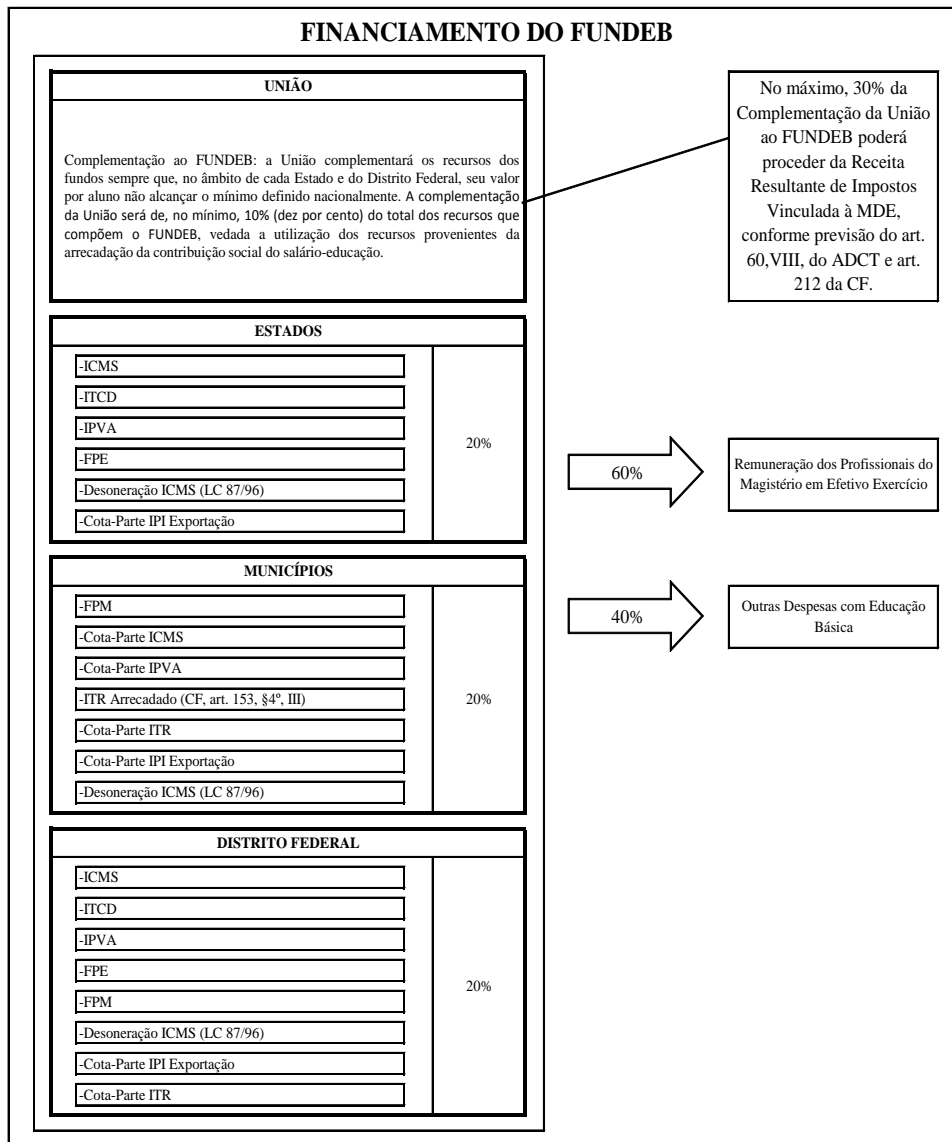 FINANCIAMENTO DO FUNDEB
UNIÃO
Complementação ao FUNDEB: a União complementará os recursos dos
fundos sempre que, no âmbito de cada Estado e do Distrito Federal, seu valor
por aluno não alcançar o mínimo definido nacionalmente. A complementação
da União será de, no mínimo, 10% (dez por cento) do total dos recursos que
compõem o FUNDEB, vedada a utilização dos recursos provenientes da
arrecadação da contribuição social do salário-educação.
No máximo, 30% da
Complementação da União
ao FUNDEB poderá
proceder da Receita
Resultante de Impostos
Vinculada à MDE,
conforme previsão do art.
60,VIII, do ADCT e art.
212 da CF.
ESTADOS
-ICMS
-ITCD
-IPVA
-FPE
-Desoneração ICMS (LC 87/96)
-Cota-Parte IPI Exportação
20%
60%
Remuneração dos Profissionais do
Magistério em Efetivo Exercício
MUNICÍPIOS
-FPM
-Cota-Parte ICMS
-Cota-Parte IPVA
-ITR Arrecadado (CF, art. 153, §4º, III)
-Cota-Parte ITR
-Cota-Parte IPI Exportação
-Desoneração ICMS (LC 87/96)
20%
40%
Outras Despesas com Educação
Básica
DISTRITO FEDERAL
-ICMS
-ITCD
-IPVA
-FPE
-FPM
-Desoneração ICMS (LC 87/96)
-Cota-Parte IPI Exportação
-Cota-Parte ITR
20%